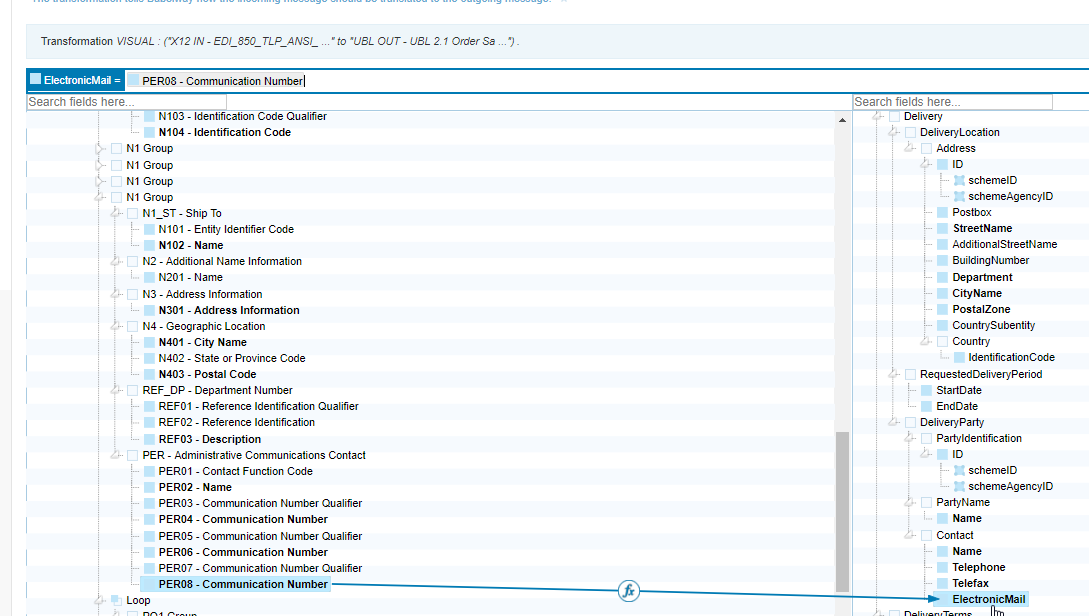 The transformation tells Babelway how the incoming message should be translated to the outgoing message.
Transformation VISUAL : ("X12 IN - EDI_850_TLP_ANSI_ ..." to "UBL OUT - UBL 2.1 Order Sa ...") .
ElectronicMail = PER08 - Communication Number
Search fields here...
N103 - Identification Code Qualifier
N104 - Identification Code
N1 Group
N1 Group
N1 Group
N1 Group
N1_ST - Ship To
N101 - Entity Identifier Code
N102 - Name
N2 - Additional Name Information
N201 - Name
N3 - Address Information
N301 - Address Information
N4 - Geographic Location
N401 - City Name
N402 - State or Province Code
N403 - Postal Code
REF_DP - Department Number
REF01 - Reference Identification Qualifier
REF02 - Reference Identification
REF03 - Description
PER - Administrative Communications Contact
PER01 - Contact Function Code
PER02 - Name
PER03 - Communication Number Qualifier
PER04 - Communication Number
PER05 - Communication Number Qualifier
PER06 - Communication Number
PER07 - Communication Number Qualifier
PER08 - Communication Number
Loop
PO1 Group
fx
Search fields here...
Delivery
DeliveryLocation
Address
ID
schemeID
schemeAgencyID
Postbox
StreetName
AdditionalStreetName
BuildingNumber
Department
CityName
PostalZone
CountrySubentity
Country
IdentificationCode
RequestedDeliveryPeriod
StartDate
EndDate
DeliveryParty
PartyIdentification
ID
schemeID
schemeAgencyID
PartyName
Name
Contact
Name
Telephone
Telefax
ElectronicMail
DeliveryTerms